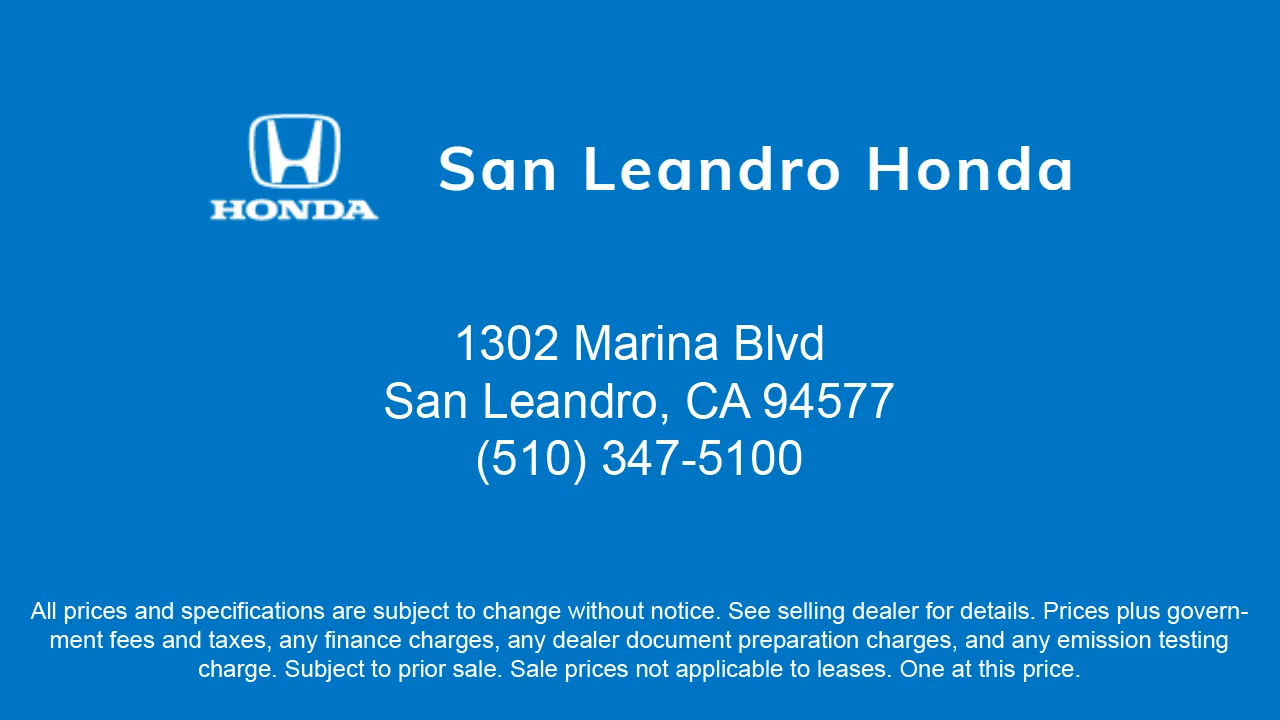 HONDA
San Leandro Honda
1302 Marina Blvd
San Leandro, CA 94577
(510) 347-5100
All prices and specifications are subject to change without notice. See selling dealer for details. Prices plus govern-
ment fees and taxes, any finance charges, any dealer document preparation charges, and any emission testing
charge. Subject to prior sale. Sale prices not applicable to leases. One at this price.